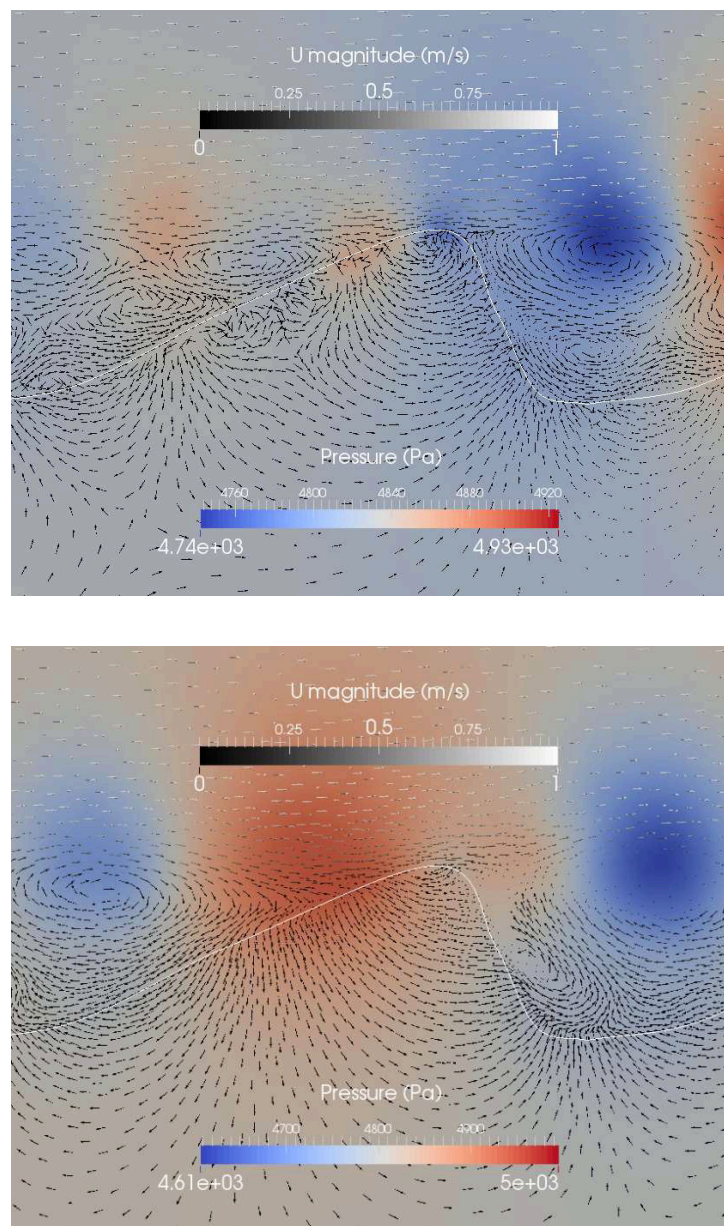 U magnitude (m/s)
0.25 0.5 0.75
0 1
Pressure (Pa)
4760 4800 4840 4880 4920
4.74e+03 4.93e+03
U magnitude (m/s)
0.25 0.5 0.75
0 1
Pressure (Pa)
4700 4800 4900
4.61e+03 5e+03